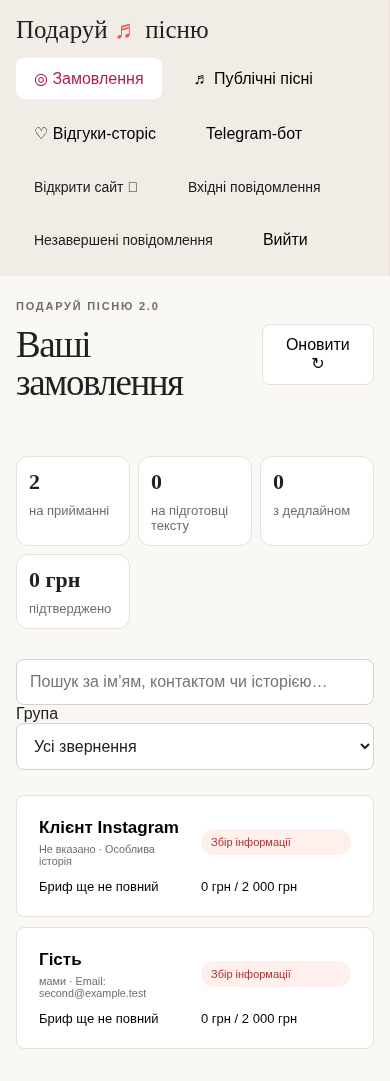 Подаруй ♬ пісню
◎ Замовлення ♬ Публічні пісні
♡ Відгуки-сторіс Telegram-бот
Відкрити сайт Вхідні повідомлення
Незавершені повідомлення Вийти
ПОДАРУЙ ПІСНЮ 2.0
Ваші
замовлення
Оновити
↻
2
на прийманні
0
на підготовці
тексту
0
з дедлайном
0 грн
підтверджено
Пошук за ім’ям, контактом чи історією…
Група
Усі звернення
Клієнт Instagram
Не вказано · Особлива
історія
Збір інформації
Бриф ще не повний 0 грн / 2 000 грн
Гість
мами · Email:
second@example.test
Збір інформації
Бриф ще не повний 0 грн / 2 000 грн